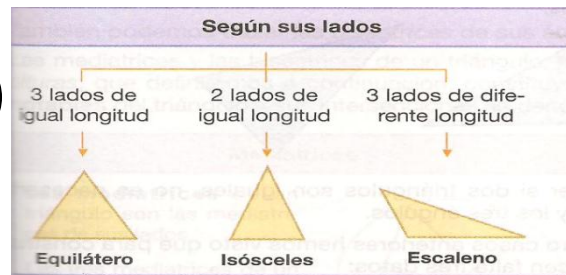 Según sus lados
3 lados de
igual longitud
2 lados de
igual longitud
3 lados de dife-
rente longitud
Equilátero
Isósceles
Escaleno